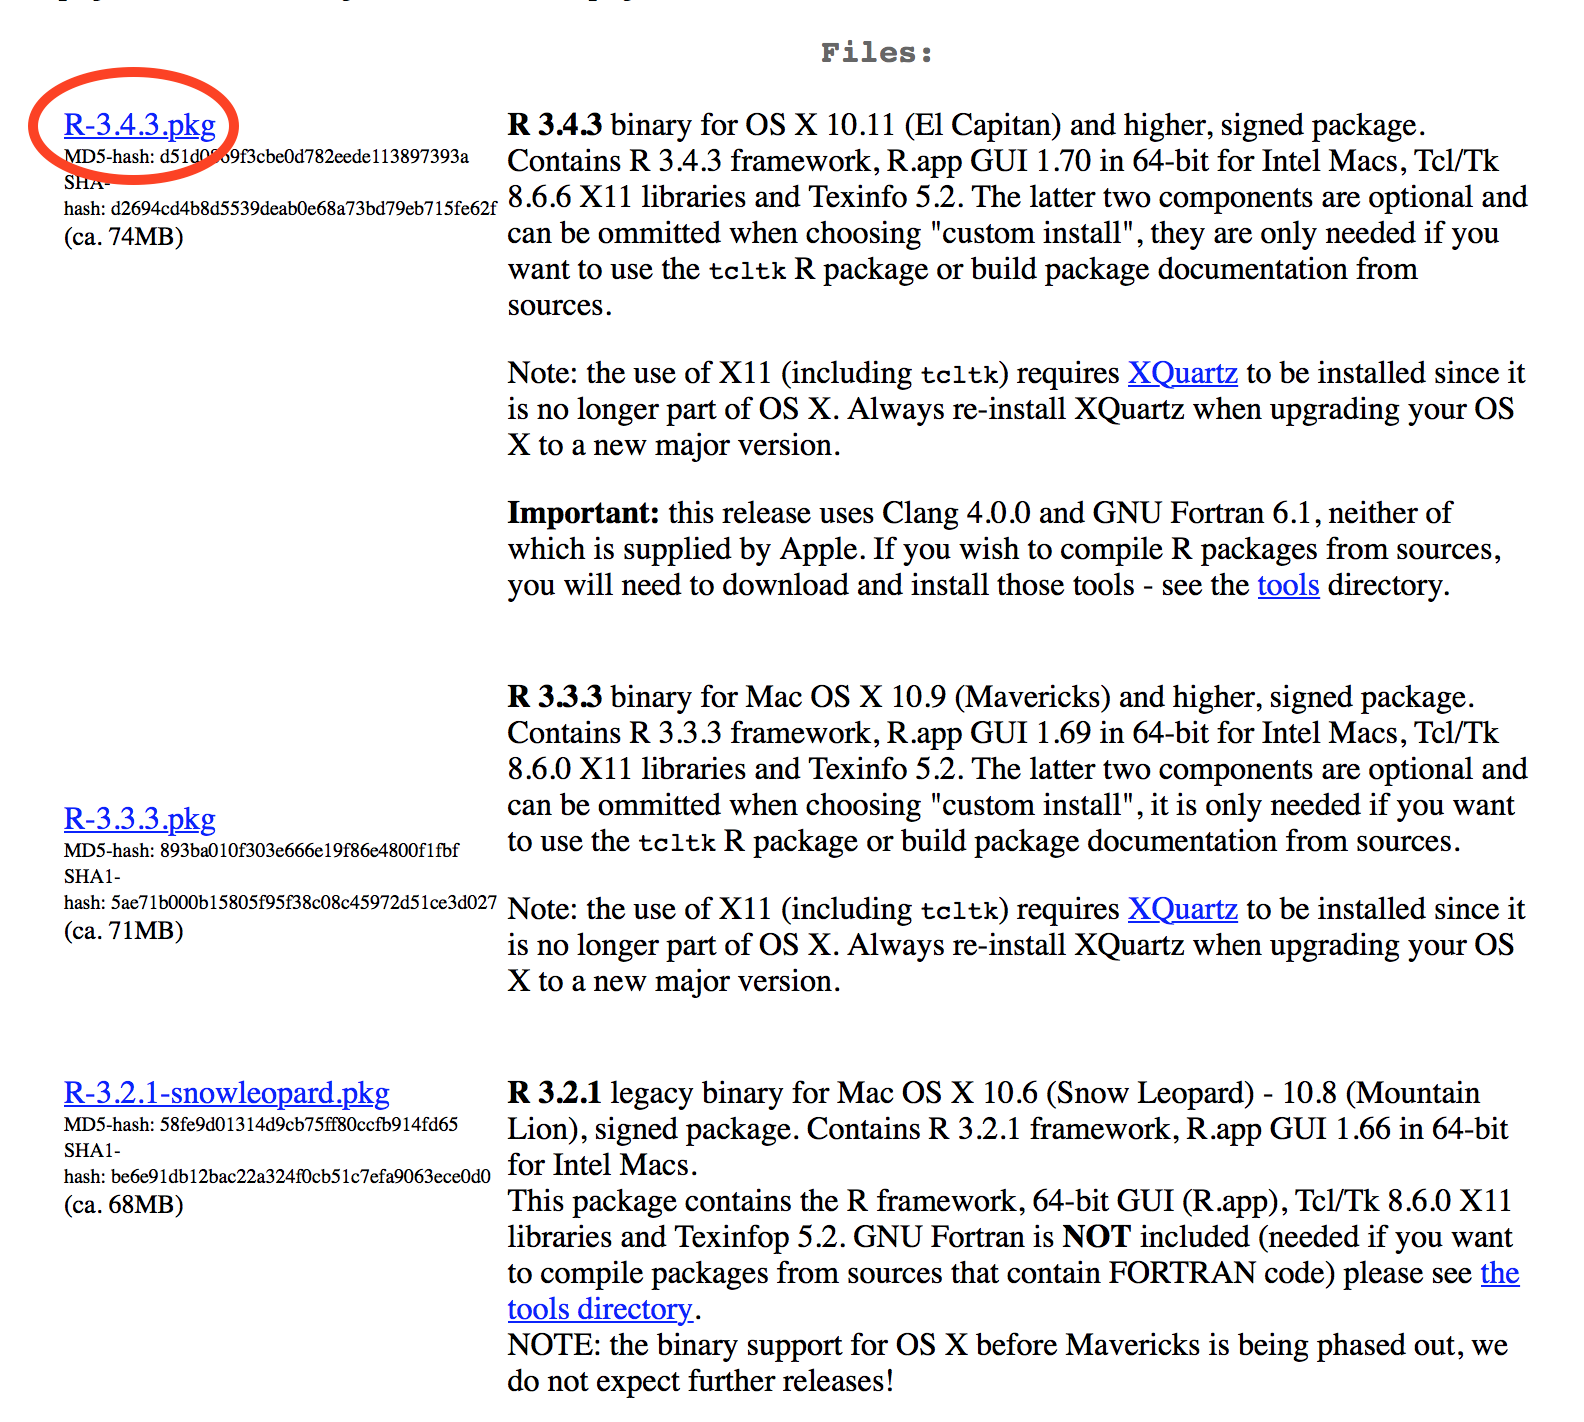 Files:
R-3.4.3.pkg
MD5-hash: d51d0869f3cbe0d782eede113897393a
SHA-
hash: d2694cd4b8d5539deab0e68a73bd79eb715fe62f
(ca. 74MB)
R 3.4.3 binary for OS X 10.11 (El Capitan) and higher, signed package.
Contains R 3.4.3 framework, R.app GUI 1.70 in 64-bit for Intel Macs, Tcl/Tk
8.6.6 X11 libraries and Texinfo 5.2. The latter two components are optional and
can be ommitted when choosing "custom install", they are only needed if you
want to use the tcltk R package or build package documentation from
sources.
Note: the use of X11 (including tcltk) requires XQuartz to be installed since it
is no longer part of OS X. Always re-install XQuartz when upgrading your OS
X to a new major version.
Important: this release uses Clang 4.0.0 and GNU Fortran 6.1, neither of
which is supplied by Apple. If you wish to compile R packages from sources,
you will need to download and install those tools - see the tools directory.
R-3.3.3.pkg
MD5-hash: 893ba010f303e666e19f86e4800f1fbf
SHA1-
hash: 5ae71b000b15805f95f38c08c45972d51ce3d027
(ca. 71MB)
R 3.3.3 binary for Mac OS X 10.9 (Mavericks) and higher, signed package.
Contains R 3.3.3 framework, R.app GUI 1.69 in 64-bit for Intel Macs, Tcl/Tk
8.6.0 X11 libraries and Texinfo 5.2. The latter two components are optional and
can be ommitted when choosing "custom install", it is only needed if you want
to use the tcltk R package or build package documentation from sources.
Note: the use of X11 (including tcltk) requires XQuartz to be installed since it
is no longer part of OS X. Always re-install XQuartz when upgrading your OS
X to a new major version.
R-3.2.1-snowleopard.pkg
MD5-hash: 58fe9d01314d9cb75ff80ccfb914fd65
SHA1-
hash: be6e91db12bac22a324f0cb51c7efa9063ece0d0
(ca. 68MB)
R 3.2.1 legacy binary for Mac OS X 10.6 (Snow Leopard) - 10.8 (Mountain
Lion), signed package. Contains R 3.2.1 framework, R.app GUI 1.66 in 64-bit
for Intel Macs.
This package contains the R framework, 64-bit GUI (R.app), Tcl/Tk 8.6.0 X11
libraries and Texinfop 5.2. GNU Fortran is NOT included (needed if you want
to compile packages from sources that contain FORTRAN code) please see the
tools directory.
NOTE: the binary support for OS X before Mavericks is being phased out, we
do not expect further releases!